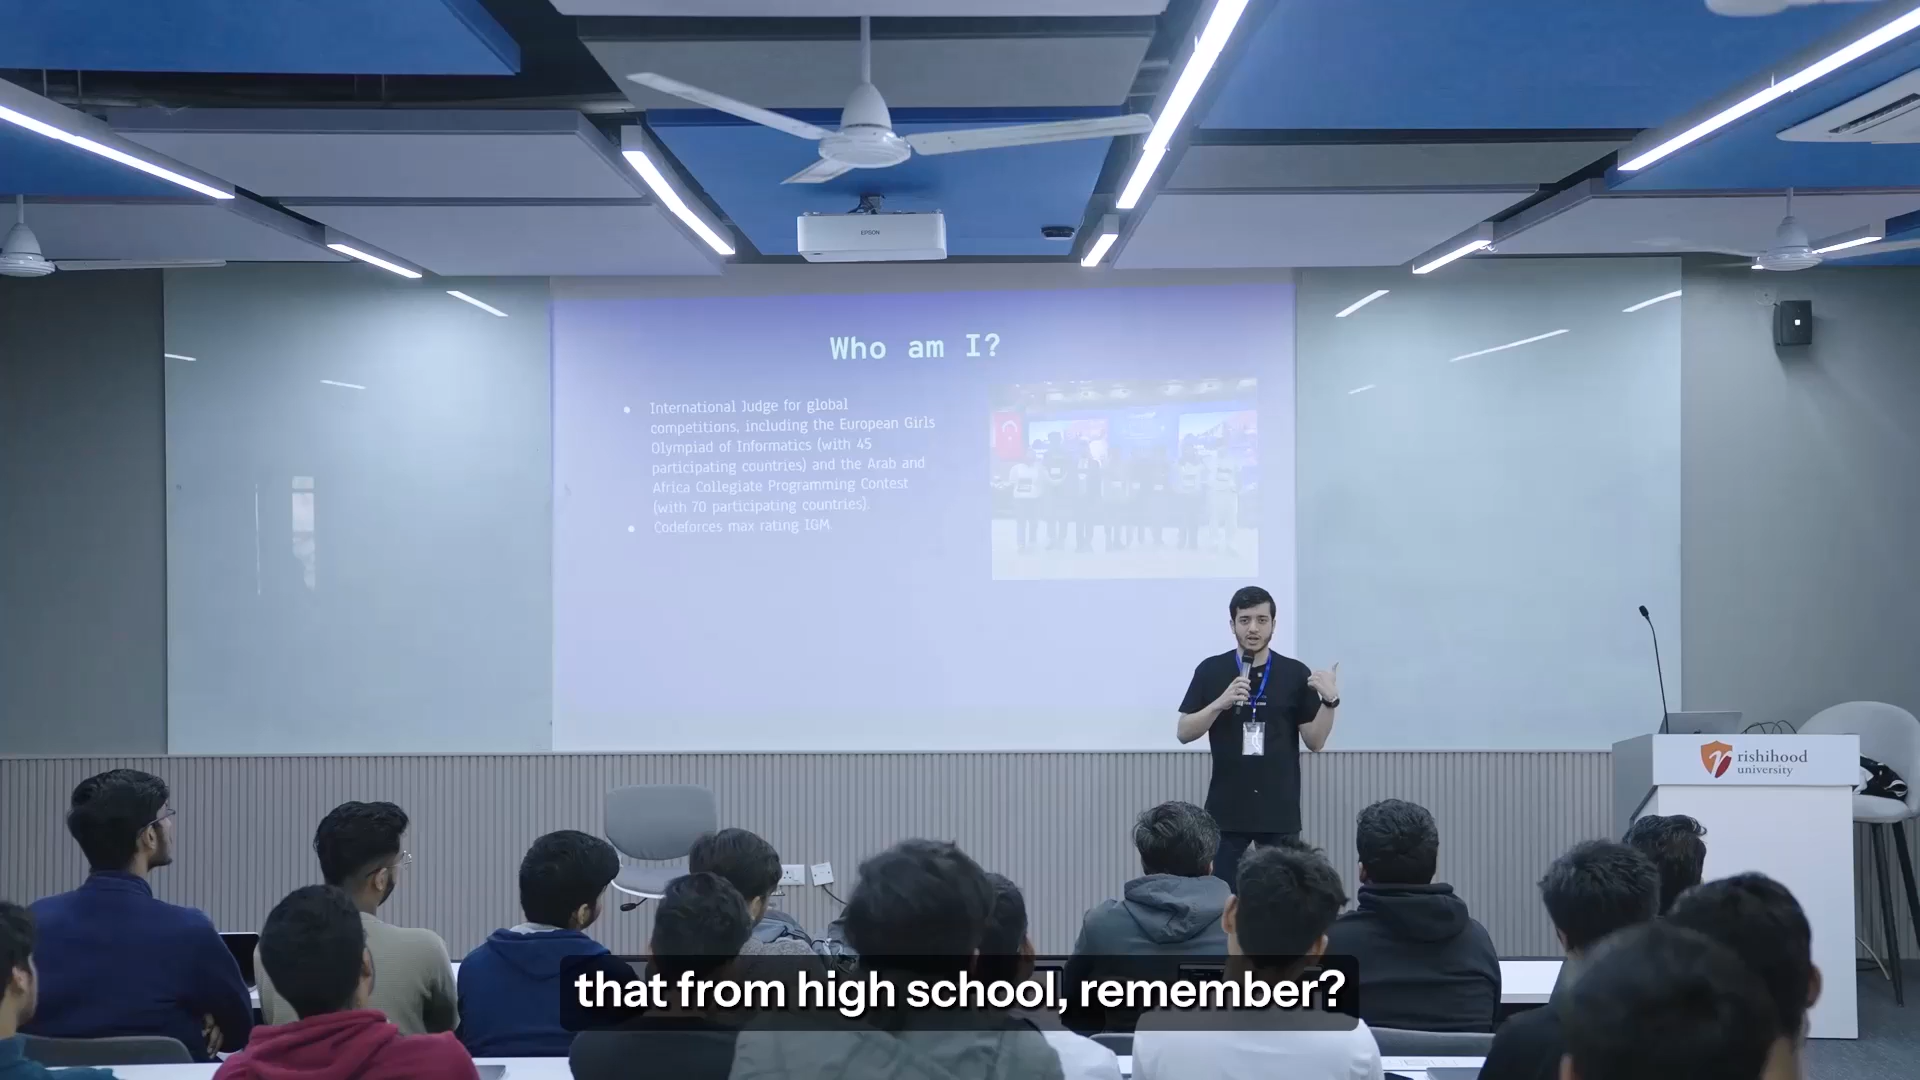 EPSON
Who am I?
• International Judge for global
competitions, including the European Girls
Olympiad of Informatics (with 45
participating countries) and the Arab and
Africa Collegiate Programming Contest
(with 70 participating countries).
• Codeforces max rating IGM.
rishihood
university
that from high school, remember?